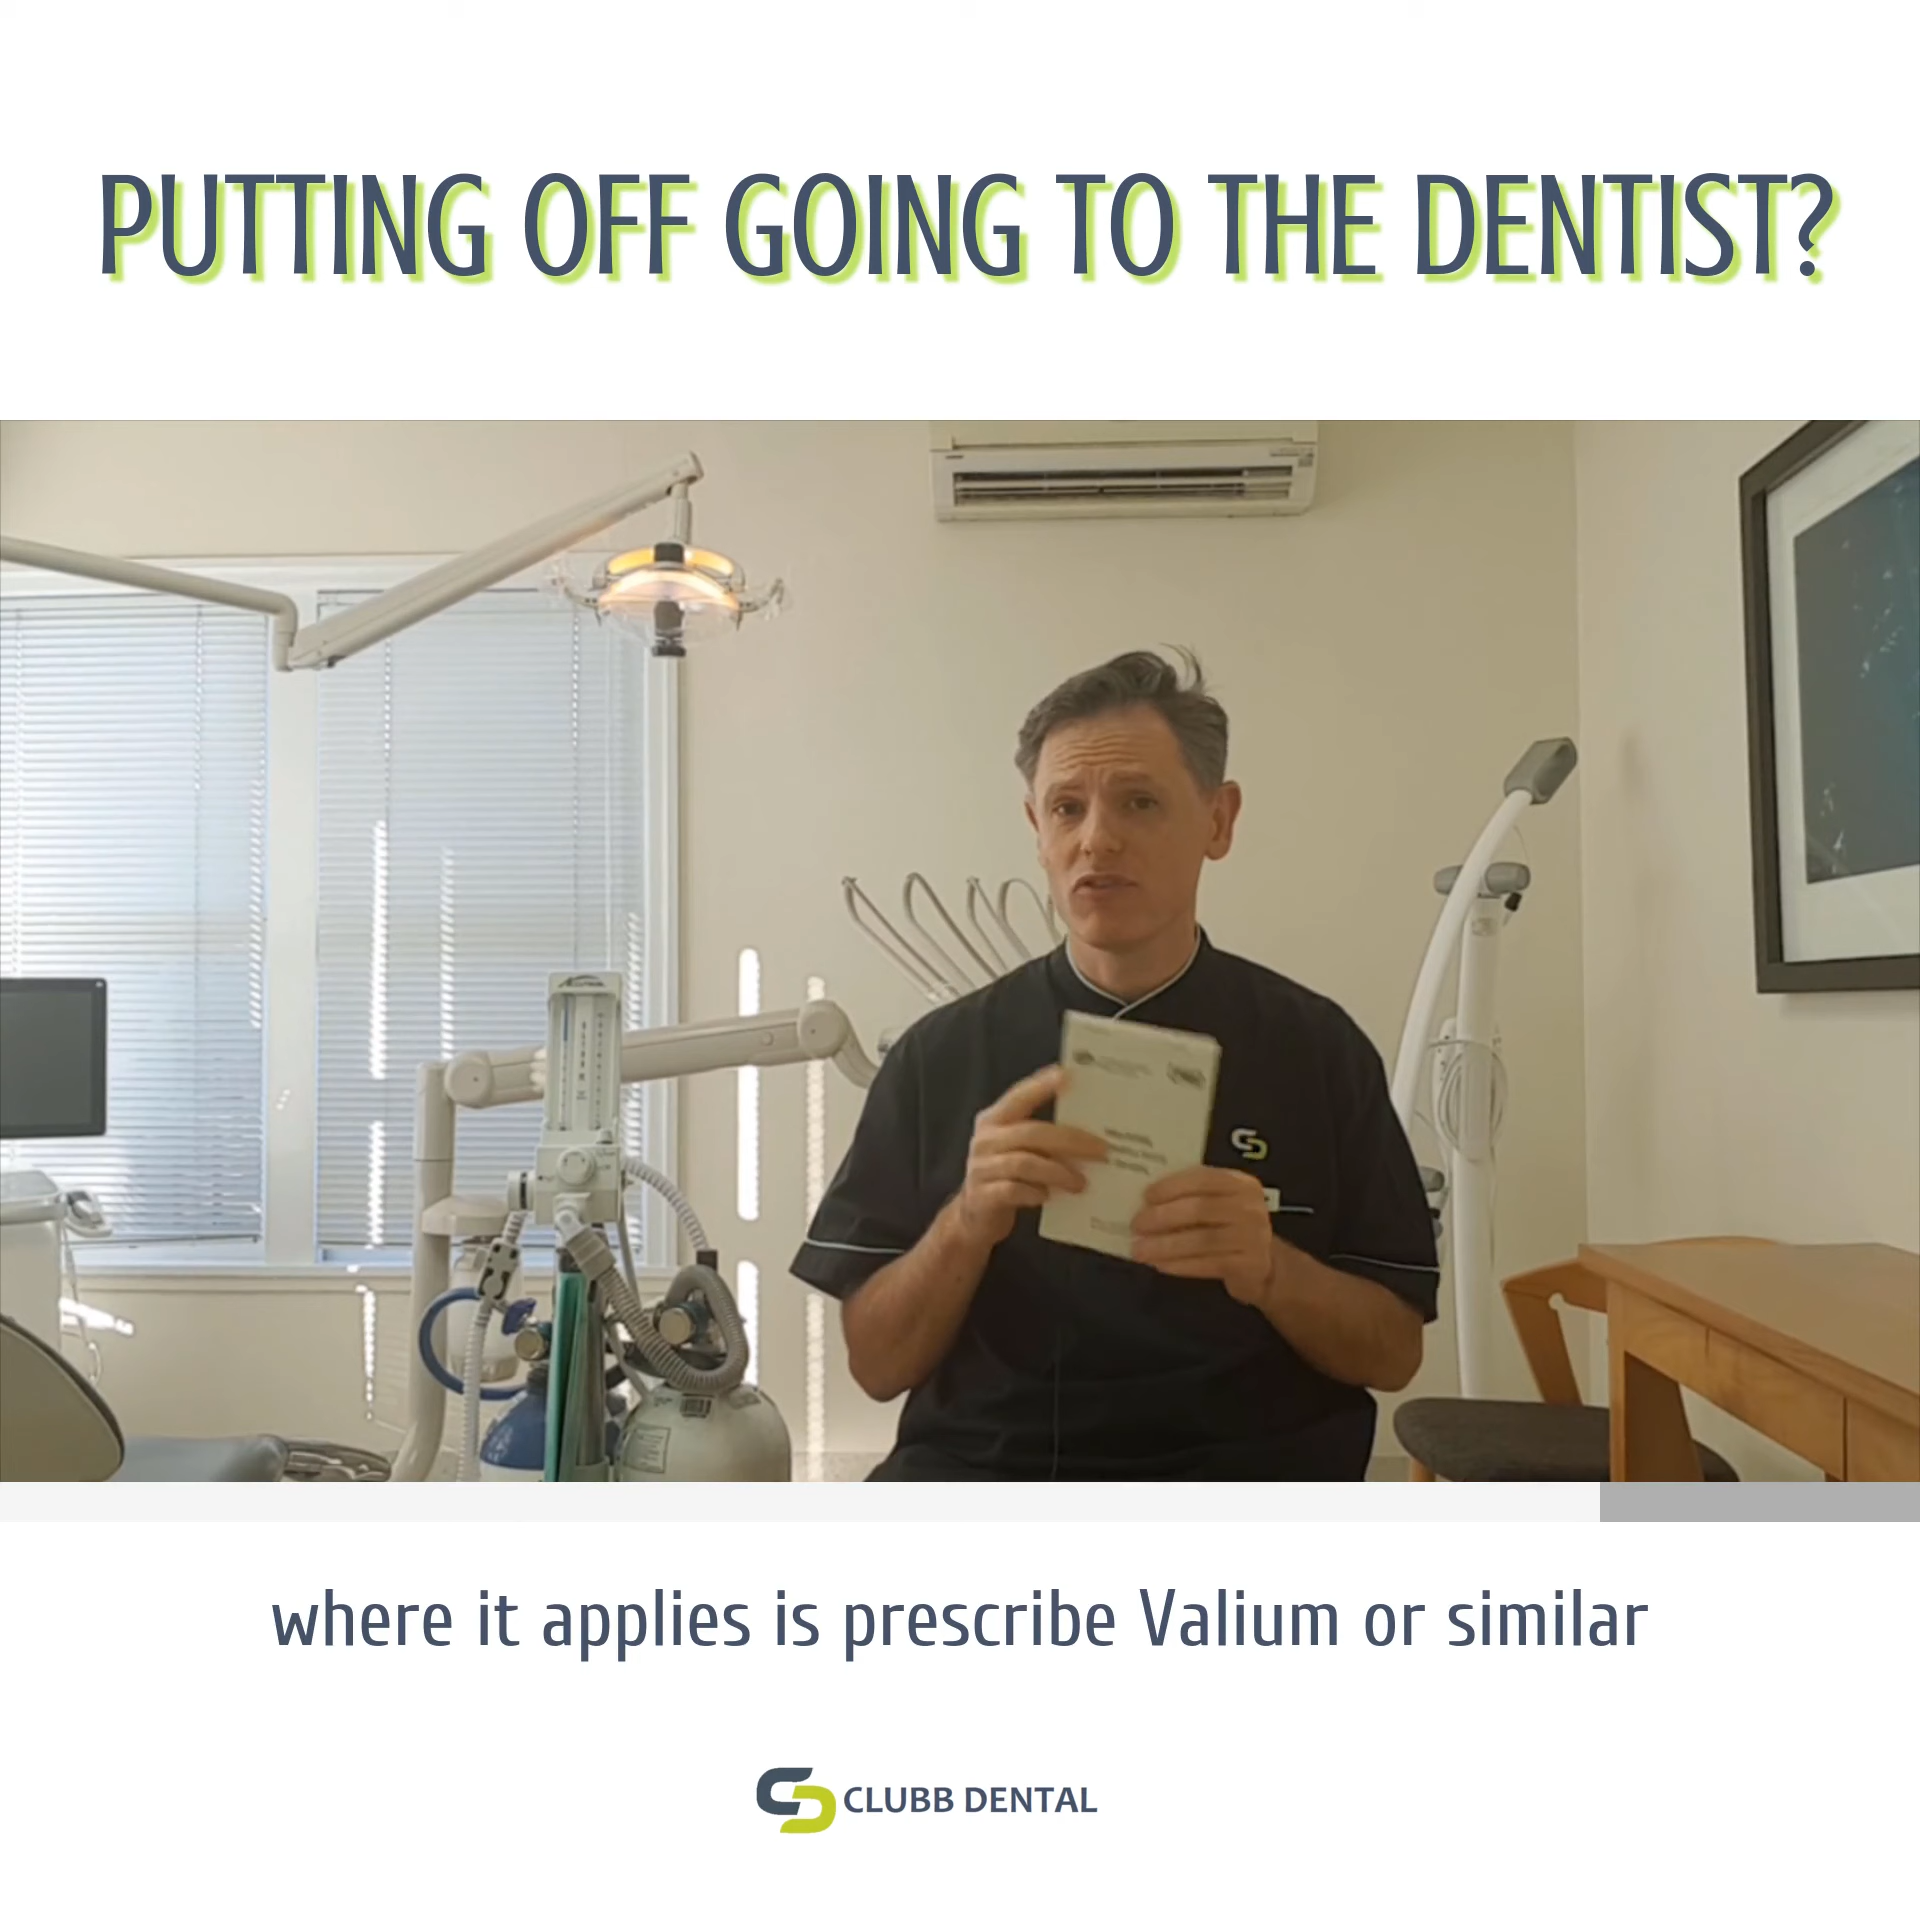 PUTTING OFF GOING TO THE DENTIST?
where it applies is prescribe Valium or similar
CLUBB DENTAL